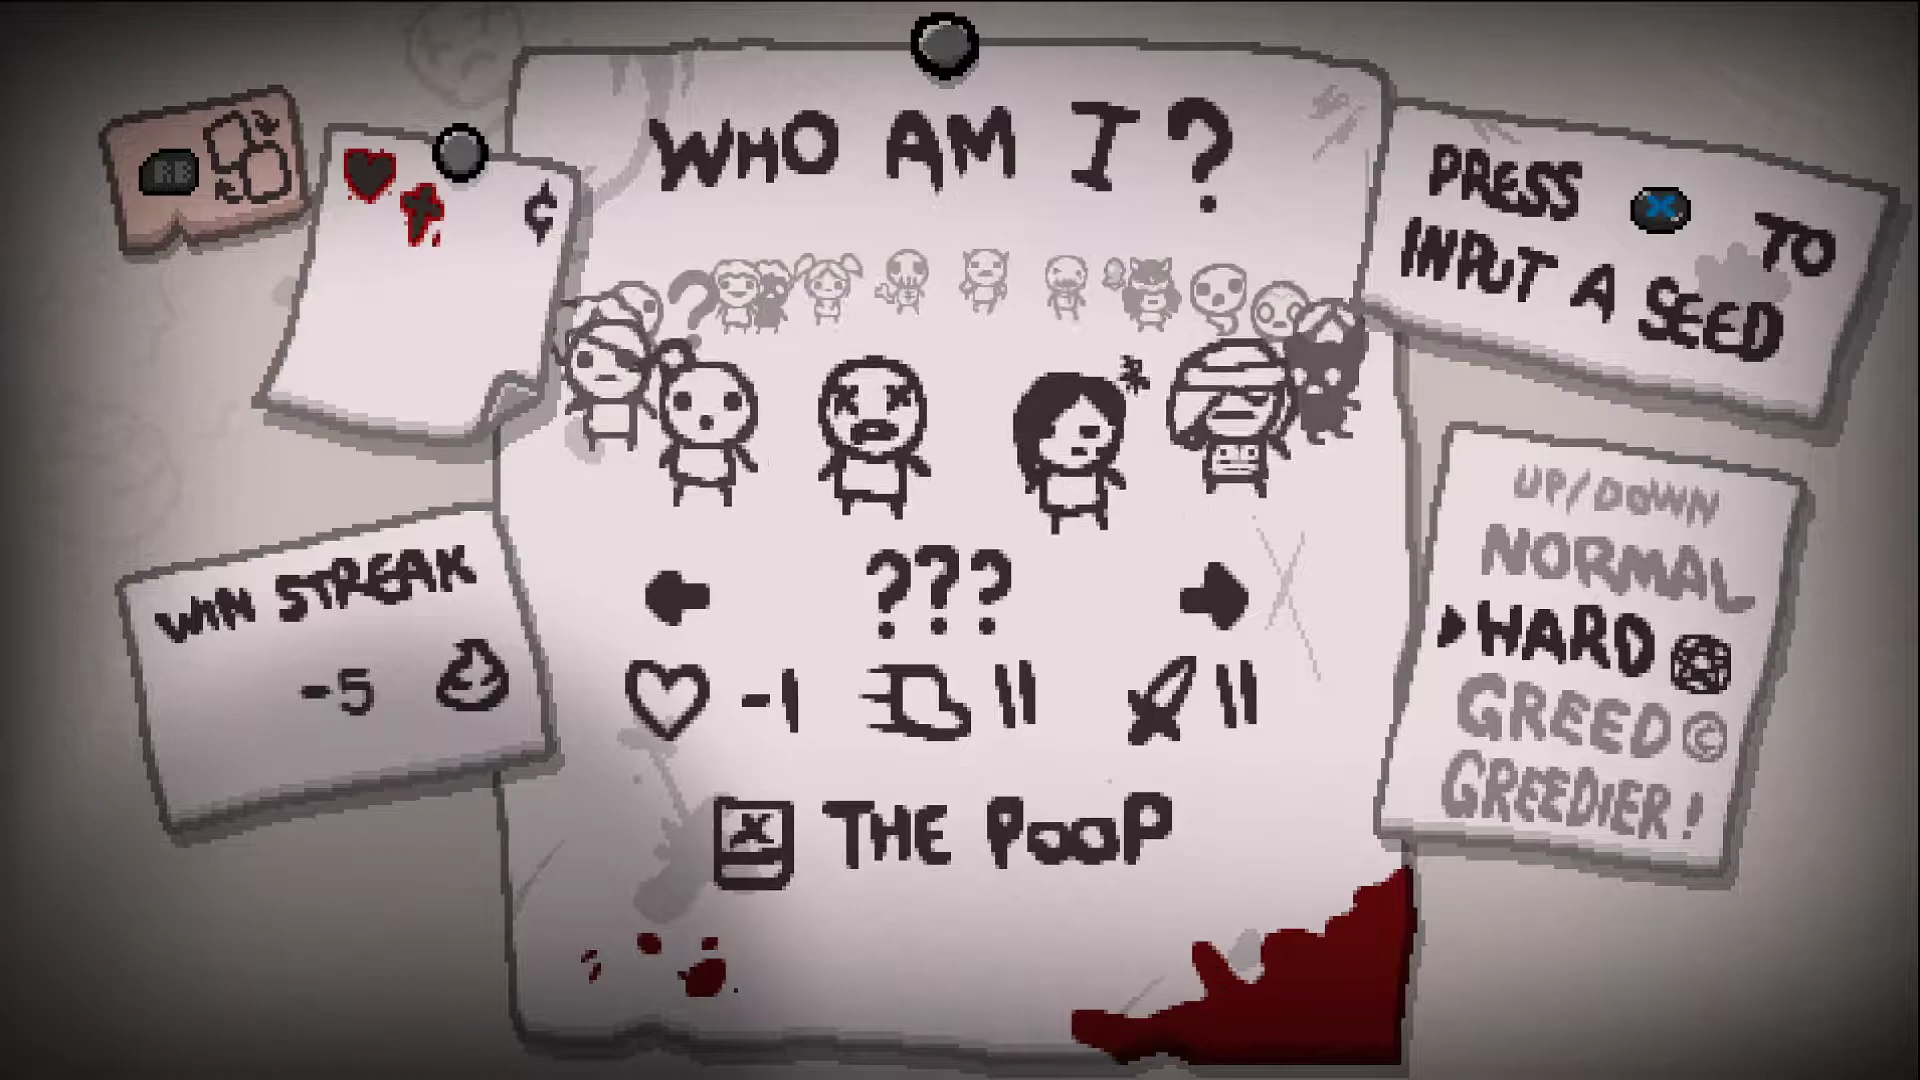 WHO AM I?
RB
¢
PRESS X TO
INPUT A SEED
WIN STREAK
-5
???
-1
THE POOP
UP/DOWN
NORMAL
HARD
GREED ©
GREEDIER!